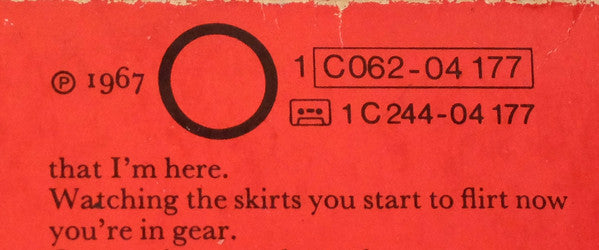 ℗ 1967
1 C062-04 177
1 C 244-04 177
that I'm here.
Watching the skirts you start to flirt now
you're in gear.